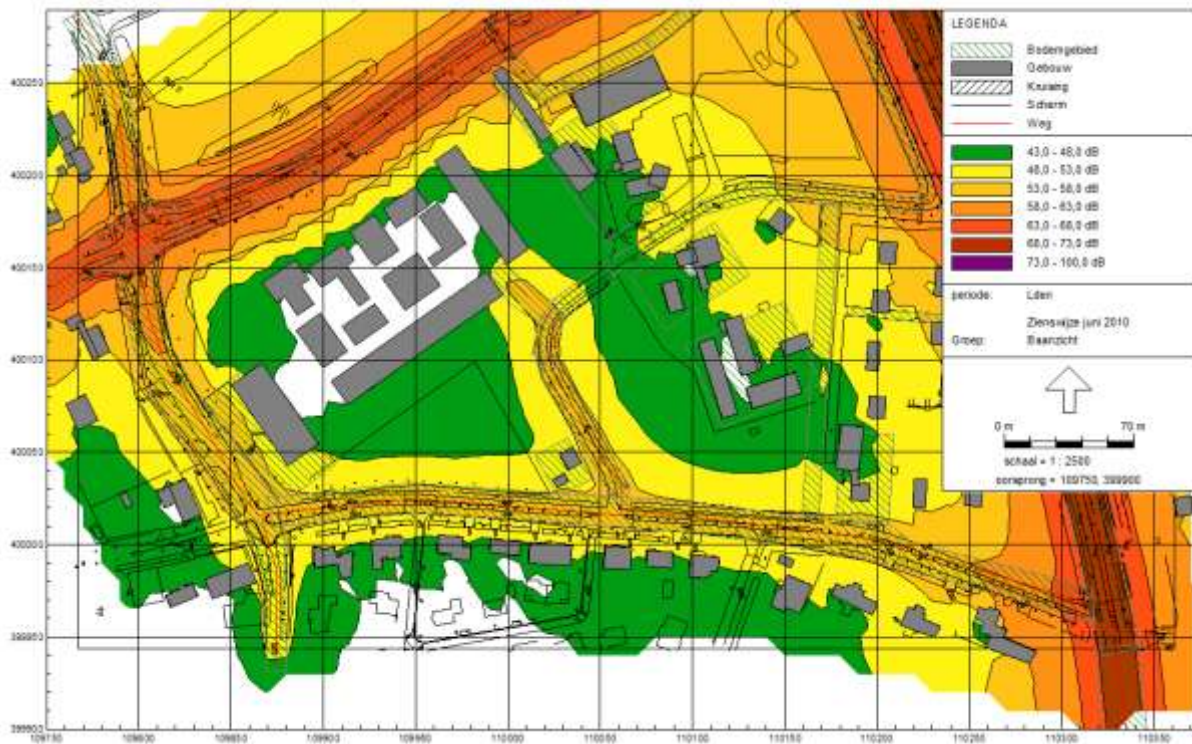 LEGENDA
Bodemgebied
Gebouw
Kruising
Scherm
Weg
43,0 - 48,0 dB
48,0 - 53,0 dB
53,0 - 58,0 dB
58,0 - 63,0 dB
63,0 - 68,0 dB
68,0 - 73,0 dB
73,0 - 100,0 dB
periode: Lden
Zienswijze juni 2010
Groep: Baanzicht
0 m 70 m
schaal = 1 : 2500
oorsprong = 109750, 399900
400250
400200
400150
400100
400050
400000
399950
399900
109750 109800 109850 109900 109950 110000 110050 110100 110150 110200 110250 110300 110350